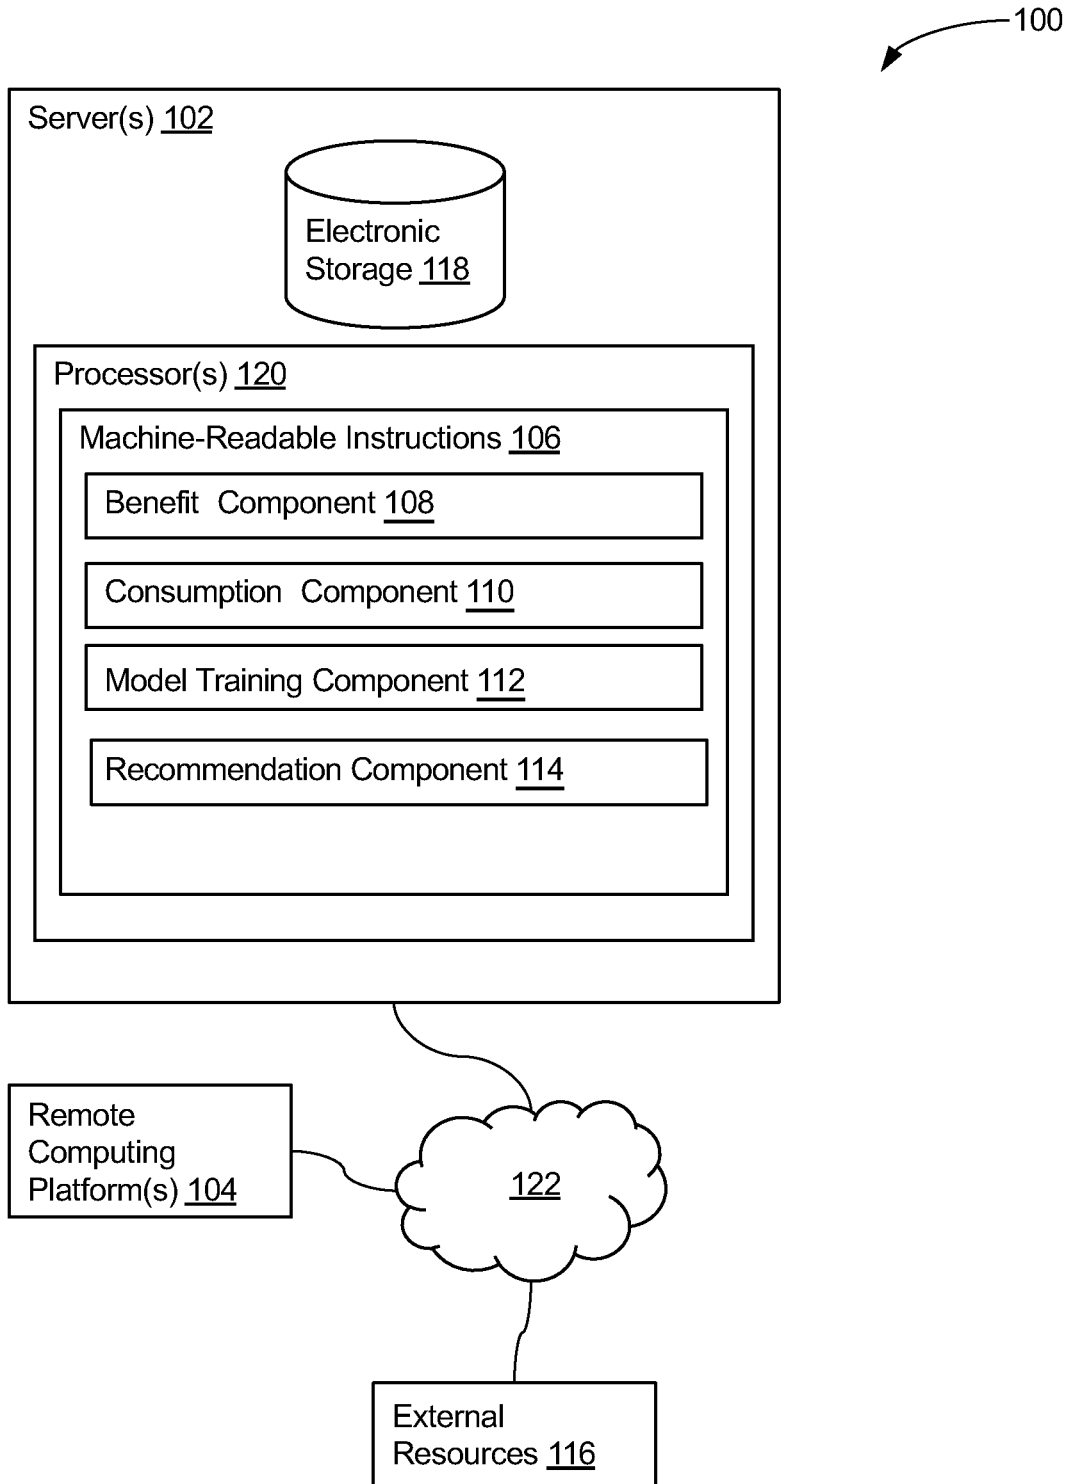 100
Server(s) 102
Electronic
Storage 118
Processor(s) 120
Machine-Readable Instructions 106
Benefit Component 108
Consumption Component 110
Model Training Component 112
Recommendation Component 114
Remote
Computing
Platform(s) 104
122
External
Resources 116